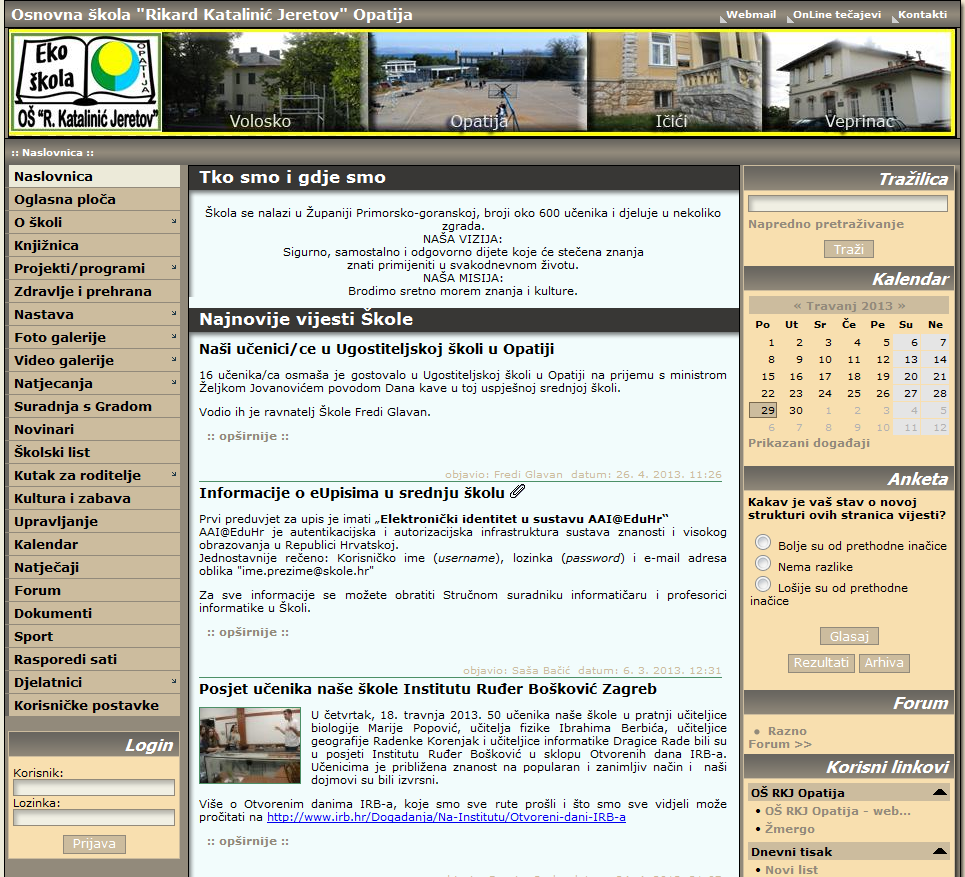 Osnovna škola "Rikard Katalinić Jeretov" Opatija
Webmail
OnLine tečajevi
Kontakti
Eko
škola
OPATIJA
OŠ "R. Katalinić Jeretov"
Volosko
Opatija
Ičići
Veprinac
:: Naslovnica ::
Naslovnica
Oglasna ploča
O školi
Knjižnica
Projekti/programi
Zdravlje i prehrana
Nastava
Foto galerije
Video galerije
Natjecanja
Suradnja s Gradom
Novinari
Školski list
Kutak za roditelje
Kultura i zabava
Upravljanje
Kalendar
Natječaji
Forum
Dokumenti
Sport
Rasporedi sati
Djelatnici
Korisničke postavke
Login
Korisnik:
Lozinka:
Prijava
Tko smo i gdje smo
Škola se nalazi u Županiji Primorsko-goranskoj, broji oko 600 učenika i djeluje u nekoliko
zgrada.
NAŠA VIZIJA:
Sigurno, samostalno i odgovorno dijete koje će stečena znanja
znati primijeniti u svakodnevnom životu.
NAŠA MISIJA:
Brodimo sretno morem znanja i kulture.
Najnovije vijesti Škole
Naši učenici/ce u Ugostiteljskoj školi u Opatiji
16 učenika/ca osmaša je gostovalo u Ugostiteljskoj školi u Opatiji na prijemu s ministrom
Željkom Jovanovićem povodom Dana kave u toj uspješnoj srednjoj školi.
Vodio ih je ravnatelj Škole Fredi Glavan.
:: opširnije ::
objavio: Fredi Glavan datum: 26. 4. 2013. 11:26
Informacije o eUpisima u srednju školu
Prvi preduvjet za upis je imati „Elektronički identitet u sustavu AAI@EduHr“
AAI@EduHr je autentikacijska i autorizacijska infrastruktura sustava znanosti i visokog
obrazovanja u Republici Hrvatskoj.
Jednostavnije rečeno: Korisničko ime (username), lozinka (password) i e-mail adresa
oblika "ime.prezime@skole.hr"
Za sve informacije se možete obratiti Stručnom suradniku informatičaru i profesorici
informatike u Školi.
:: opširnije ::
objavio: Saša Bačić datum: 6. 3. 2013. 12:31
Posjet učenika naše škole Institutu Ruđer Bošković Zagreb
U četvrtak, 18. travnja 2013. 50 učenika naše škole u pratnji učiteljice
biologije Marije Popović, učitelja fizike Ibrahima Berbića, učiteljice
geografije Radenke Korenjak i učiteljice informatike Dragice Rade bili su
u posjeti Institutu Ruđer Bošković u sklopu Otvorenih dana IRB-a.
Učenicima je približena znanost na popularan i zanimljiv način i naši
dojmovi su bili izvrsni.
Više o Otvorenim danima IRB-a, koje smo sve rute prošli i što smo sve vidjeli može
pročitati na http://www.irb.hr/Dogadanja/Na-Institutu/Otvoreni-dani-IRB-a
:: opširnije ::
Tražilica
Napredno pretraživanje
Traži
Kalendar
« Travanj 2013 »
Po Ut Sr Če Pe Su Ne
1 2 3 4 5 6 7
8 9 10 11 12 13 14
15 16 17 18 19 20 21
22 23 24 25 26 27 28
29 30 1 2 3 4 5
6 7 8 9 10 11 12
Prikazani događaji
Anketa
Kakav je vaš stav o novoj
strukturi ovih stranica vijesti?
Bolje su od prethodne inačice
Nema razlike
Lošije su od prethodne
inačice
Glasaj
Rezultati
Arhiva
Forum
• Razno
Forum >>
Korisni linkovi
OŠ RKJ Opatija
• OŠ RKJ Opatija - web...
• Žmergo
Dnevni tisak
• Novi list